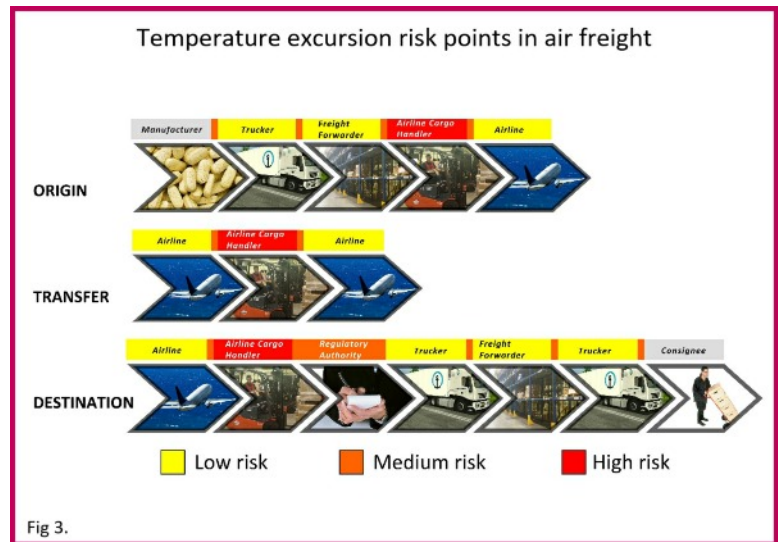 Temperature excursion risk points in air freight
Manufacturer Trucker Freight Forwarder Airline Cargo Handler Airline
ORIGIN
Airline Airline Cargo Handler Airline
TRANSFER
Airline Airline Cargo Handler Regulatory Authority Trucker Freight Forwarder Trucker Consignee
DESTINATION
Low risk Medium risk High risk
Fig 3.